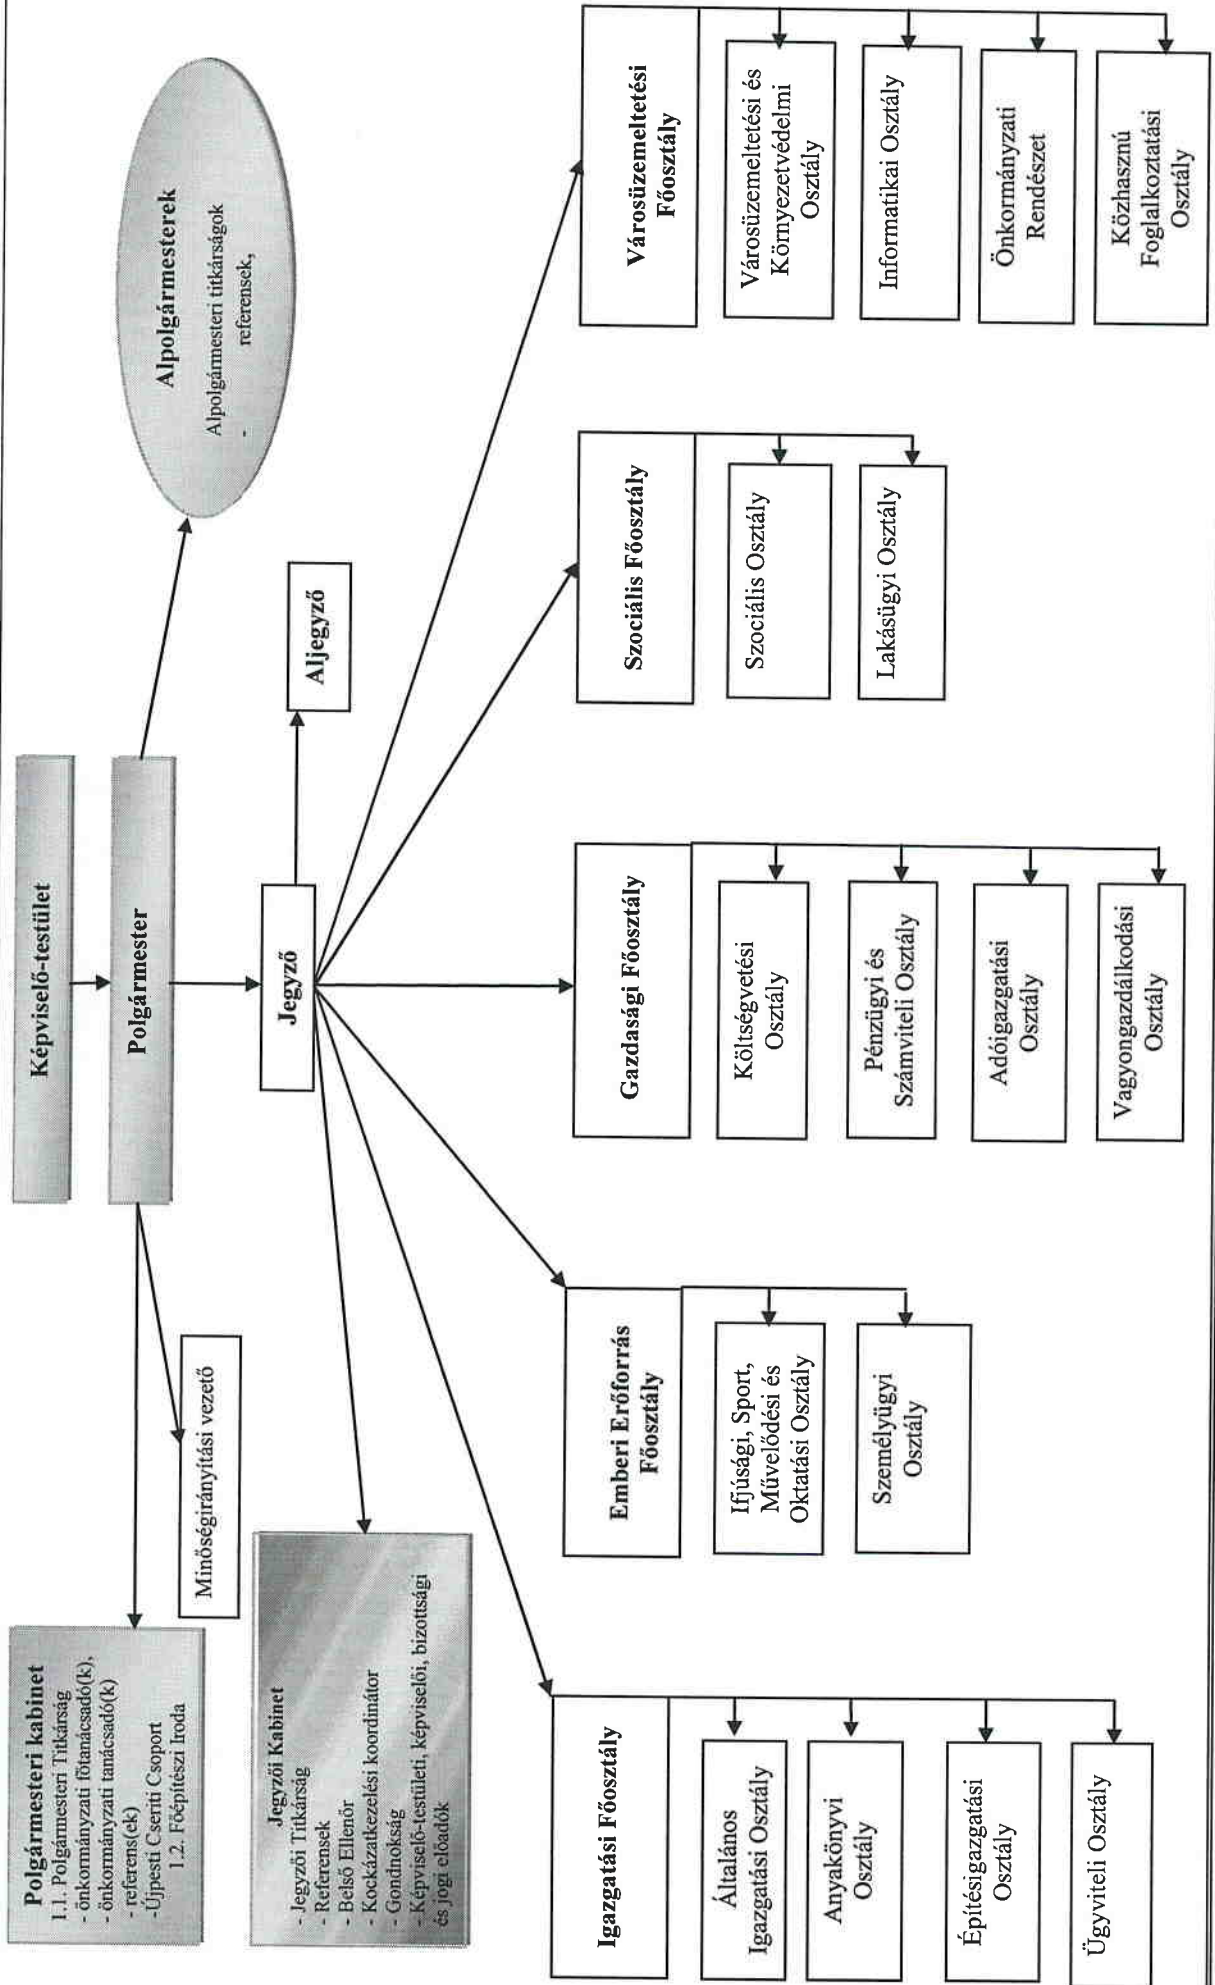 Képviselő-testület
Polgármester
Alpolgármesterek
Alpolgármesteri titkárságok
-
referensek,
Polgármesteri kabinet
1.1. Polgármesteri Titkárság
- önkormányzati főtanácsadó(k),
- önkormányzati tanácsadó(k)
- referens(ek)
-Újpesti Cseriti Csoport
1.2. Főépítészi Iroda
Minőségirányítási vezető
Jegyző
Aljegyző
Jegyzői Kabinet
- Jegyzői Titkárság
- Referensek
- Belső Ellenőr
- Kockázatkezelési koordinátor
- Gondnokság
- Képviselő-testületi, képviselői, bizottsági
és jogi előadók
Igazgatási Főosztály
Általános
Igazgatási Osztály
Anyakönyvi
Osztály
Építésigazgatási
Osztály
Ügyviteli Osztály
Emberi Erőforrás
Főosztály
Ifjúsági, Sport,
Művelődési és
Oktatási Osztály
Személyügyi
Osztály
Gazdasági Főosztály
Költségvetési
Osztály
Pénzügyi és
Számviteli Osztály
Adóigazgatási
Osztály
Vagyongazdálkodási
Osztály
Szociális Főosztály
Szociális Osztály
Lakásügyi Osztály
Városüzemeltetési
Főosztály
Városüzemeltetési és
Környezetvédelmi
Osztály
Informatikai Osztály
Önkormányzati
Rendészet
Közhasznú
Foglalkoztatási
Osztály